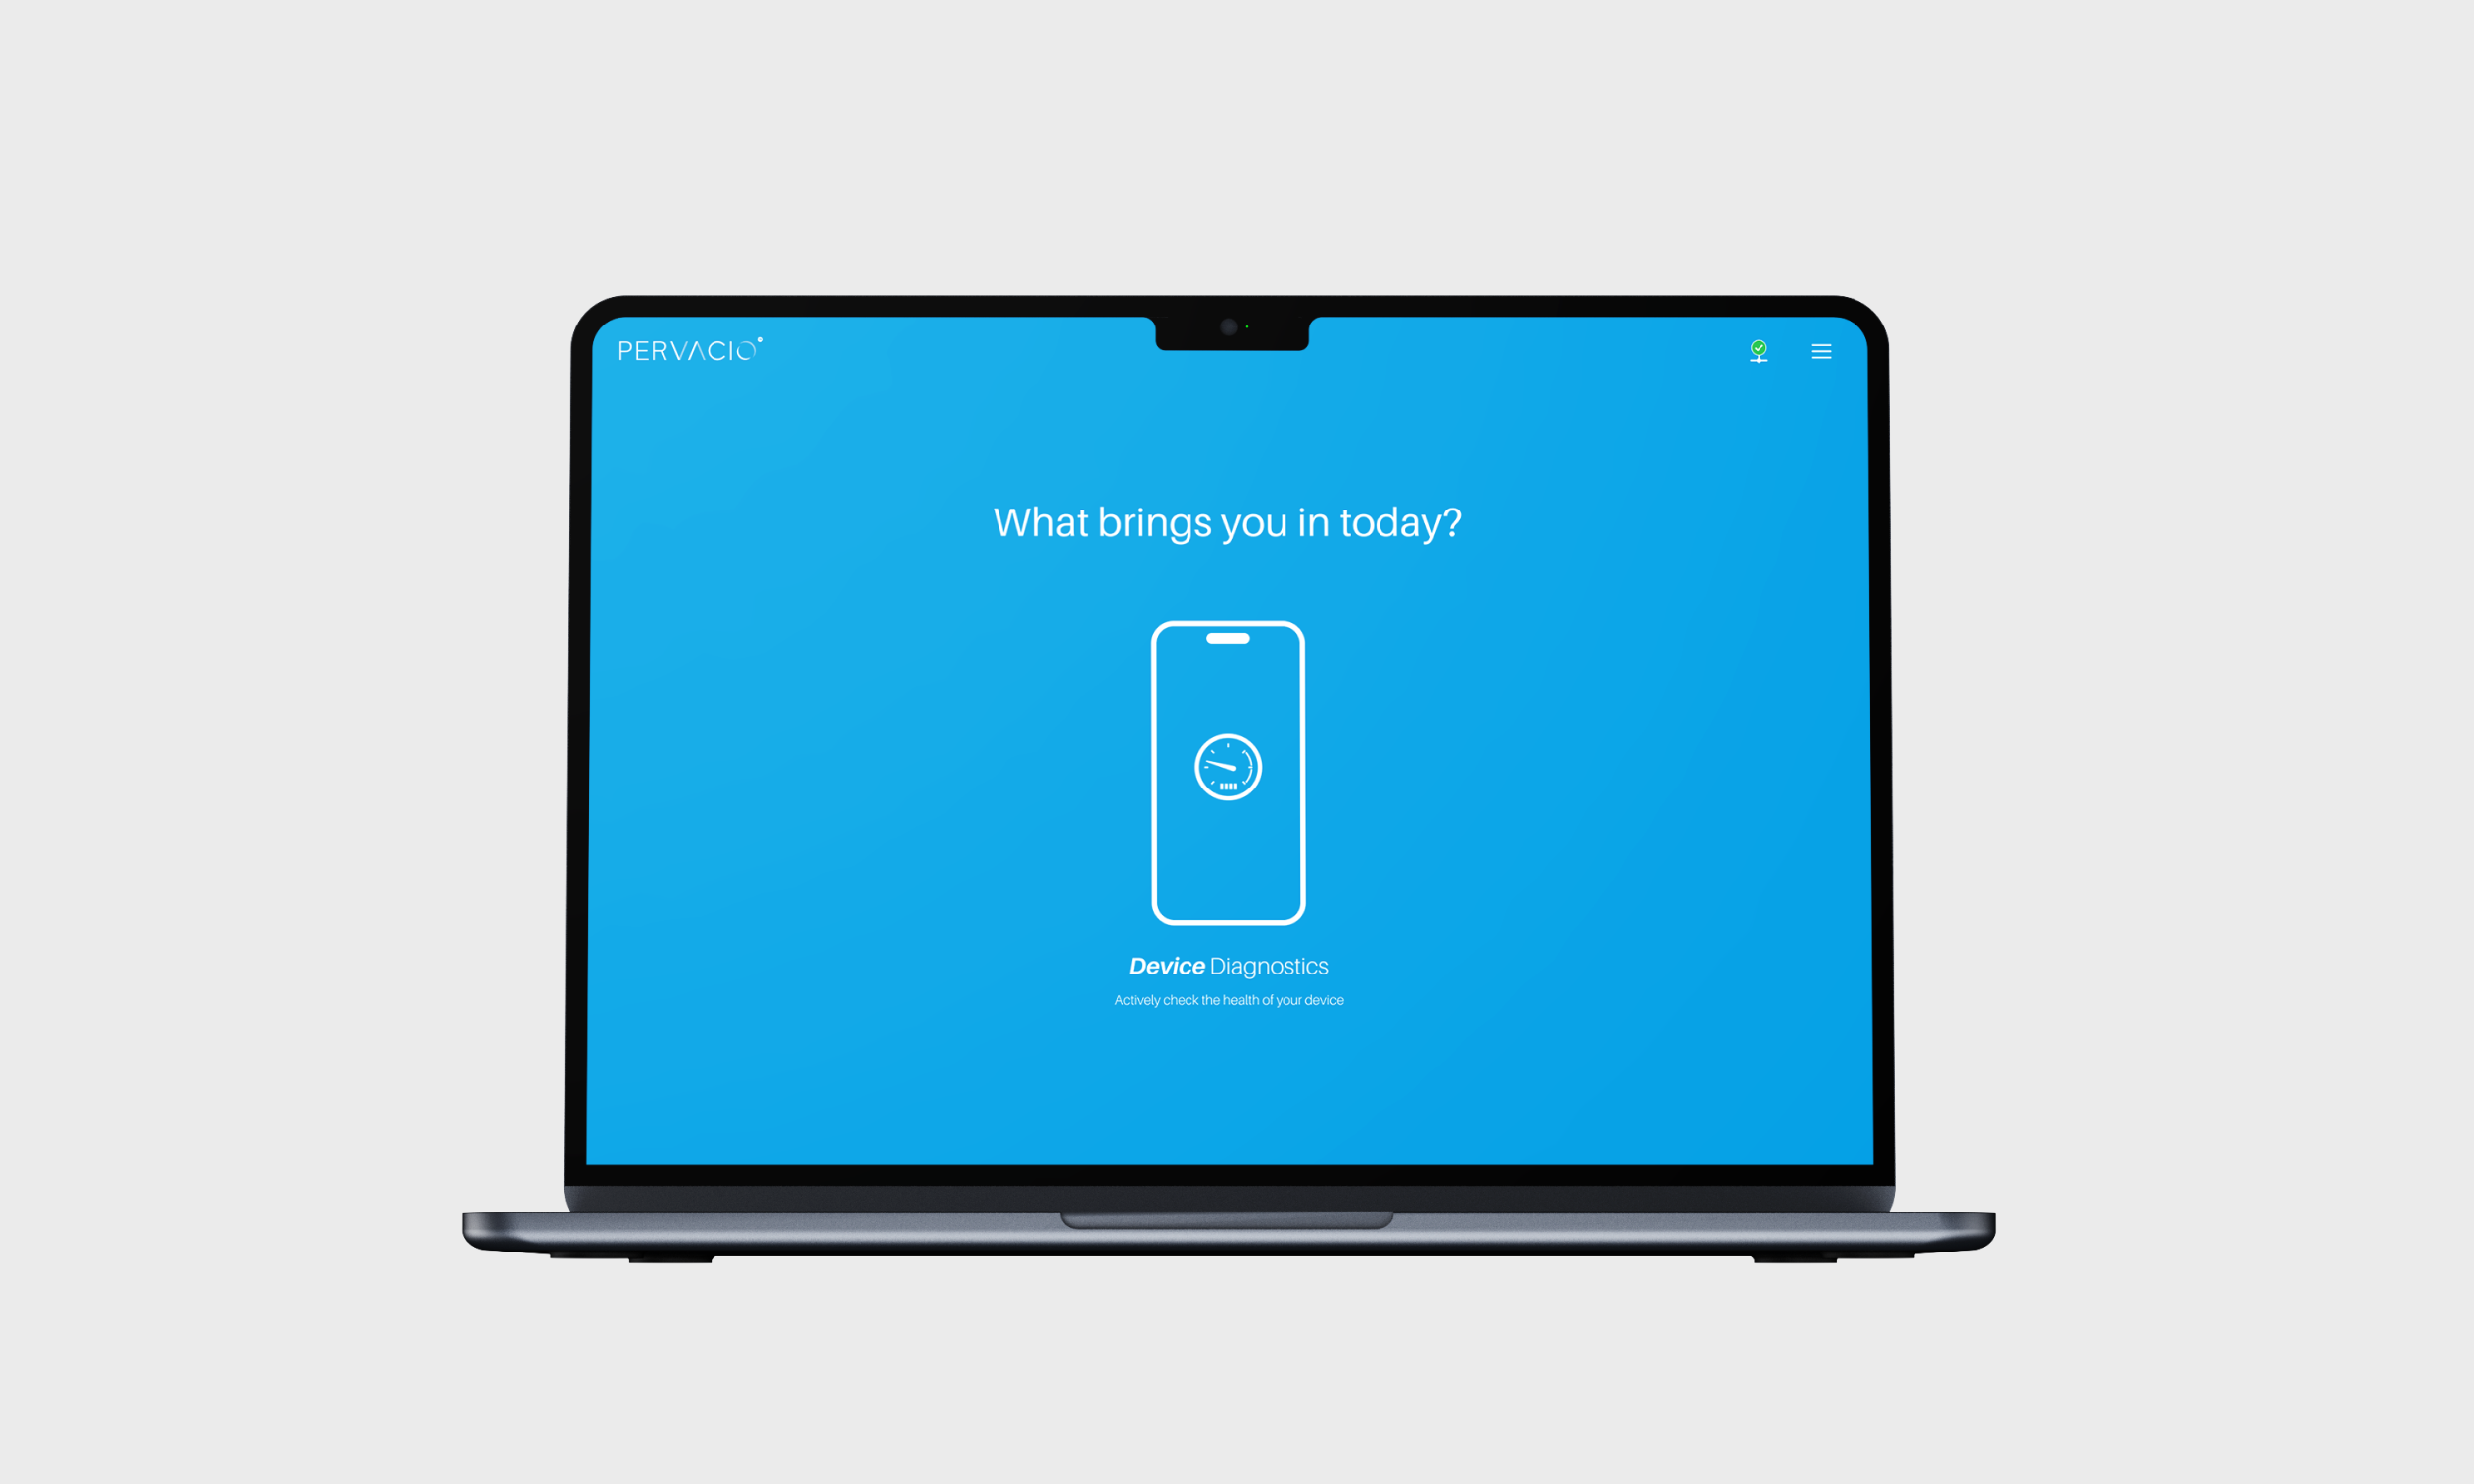 PERVACIO
What brings you in today?
Device Diagnostics
Actively check the health of your device